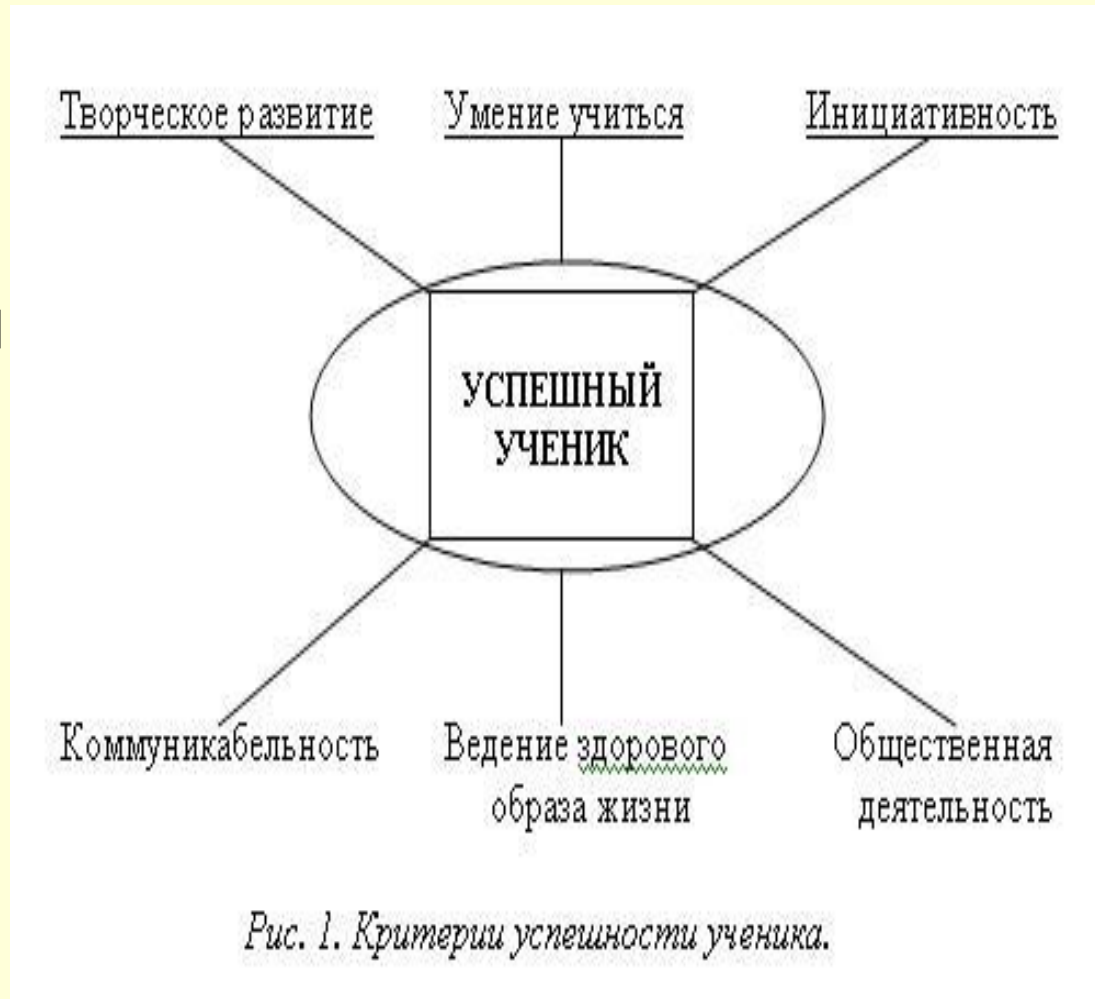 Творческое развитие Умение учиться Инициативность
УСПЕШНЫЙ
УЧЕНИК
Коммуникабельность Ведение здорового Общественная
образа жизни деятельность
Рис. 1. Критерии успешности ученика.